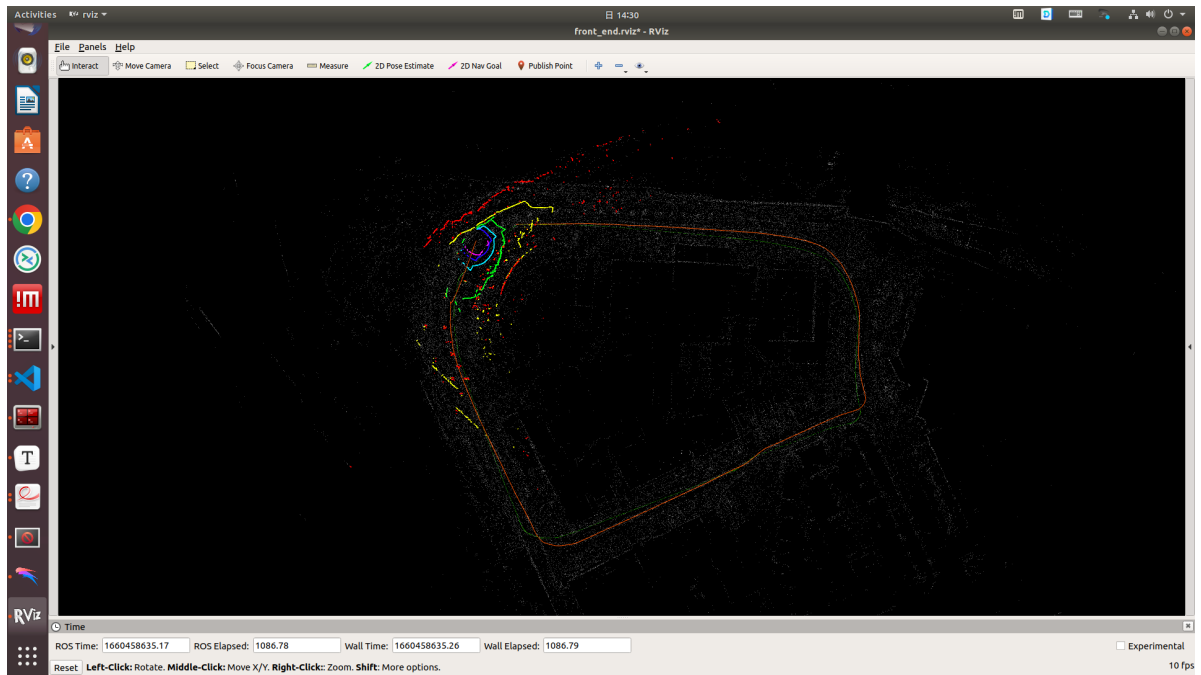 Activities RViz rviz 日 14:30
front_end.rviz* - RViz
File Panels Help
Interact Move Camera Select Focus Camera Measure 2D Pose Estimate 2D Nav Goal Publish Point
Time
ROS Time: 1660458635.17 ROS Elapsed: 1086.78 Wall Time: 1660458635.26 Wall Elapsed: 1086.79 Experimental
Reset Left-Click: Rotate. Middle-Click: Move X/Y. Right-Click:: Zoom. Shift: More options. 10 fps
RViz